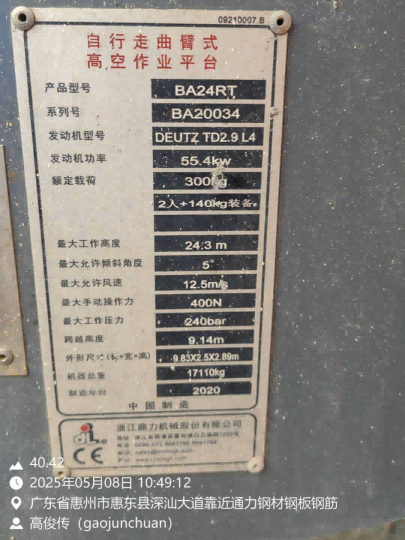 09210007.B
自行走曲臂式
高空作业平台
产品型号 BA24RT
系列号 BA20034
发动机型号 DEUTZ TD2.9 L4
发动机功率 55.4kw
额定载荷 300kg
2人+140kg装备
最大工作高度 24.3 m
最大允许倾斜角度 5°
最大允许风速 12.5m/s
最大手动操作力 400N
最大工作压力 240bar
跨越高度 9.14m
外形尺寸(长×宽×高) 9.83X2.5X2.89m
机器总重 17110kg
制造年份 2020
中国制造
浙江鼎力机械股份有限公司
CE
40.42
2025年05月08日 10:49:12
广东省惠州市惠东县深汕大道靠近通力钢材钢板钢筋
高俊传（gaojunchuan）